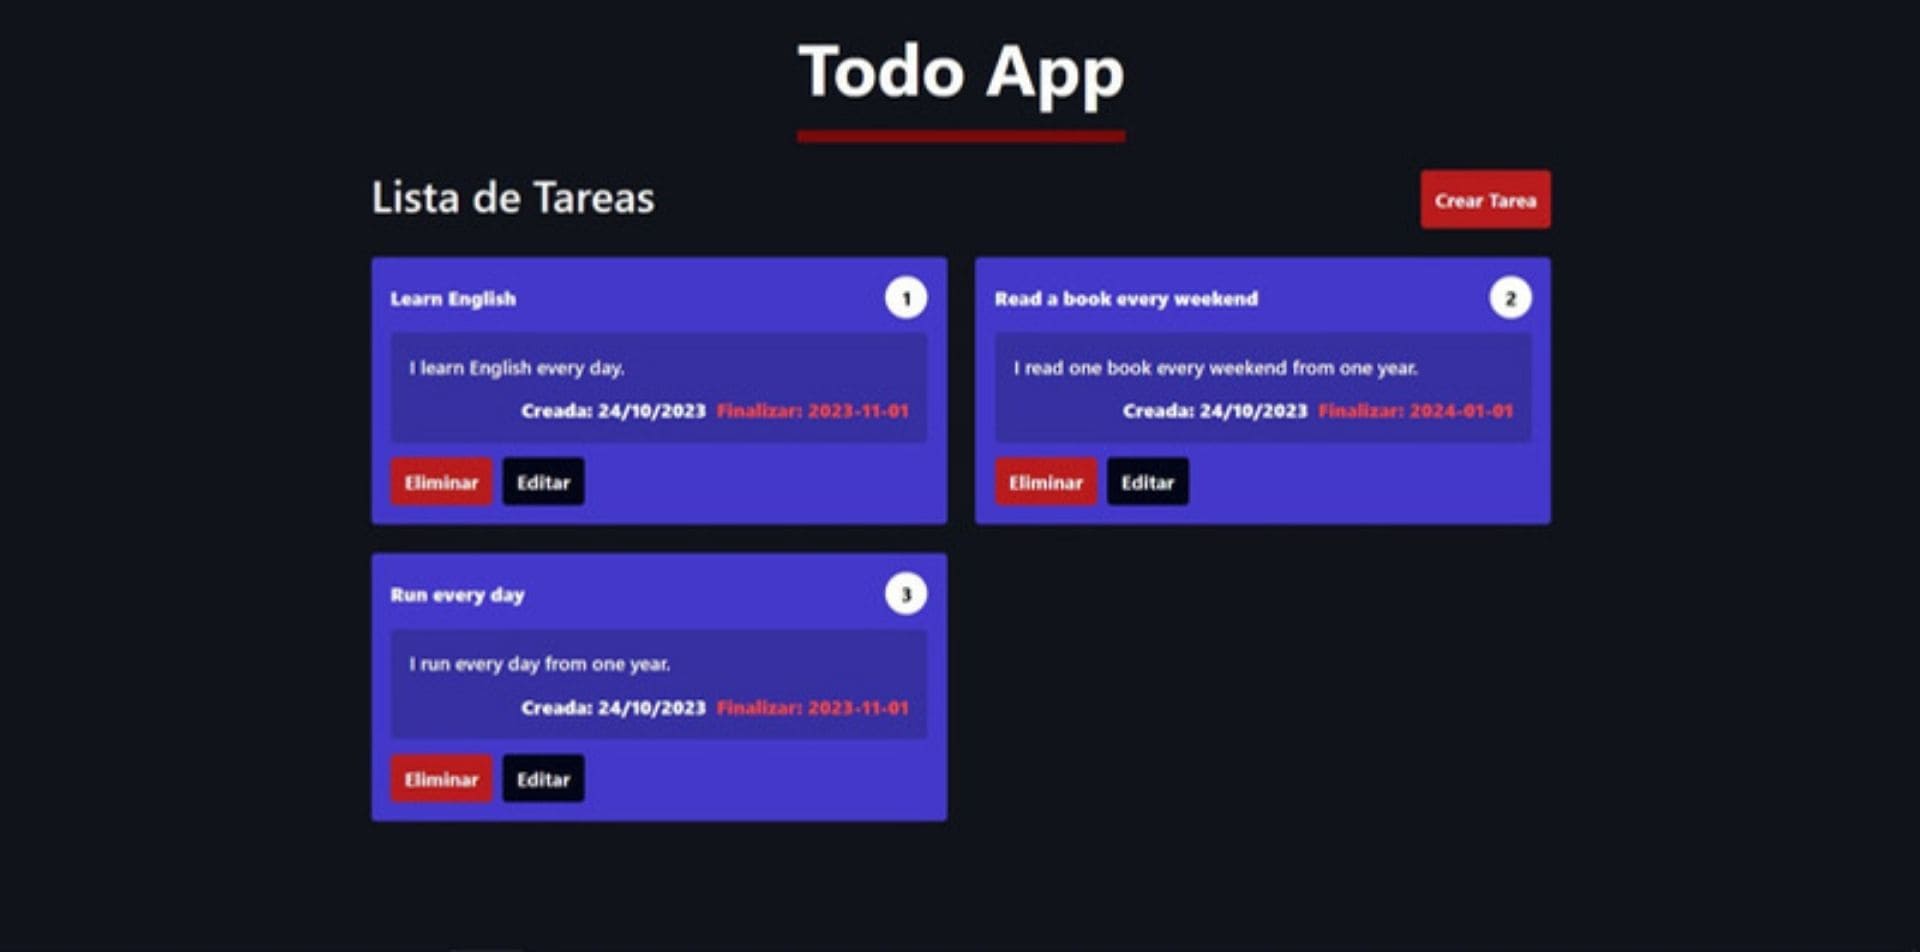 Todo App
Lista de Tareas
Crear Tarea
Learn English
1
I learn English every day.
Creada: 24/10/2023 Finalizar: 2023-11-01
Eliminar Editar
Read a book every weekend
2
I read one book every weekend from one year.
Creada: 24/10/2023 Finalizar: 2024-01-01
Eliminar Editar
Run every day
3
I run every day from one year.
Creada: 24/10/2023 Finalizar: 2023-11-01
Eliminar Editar